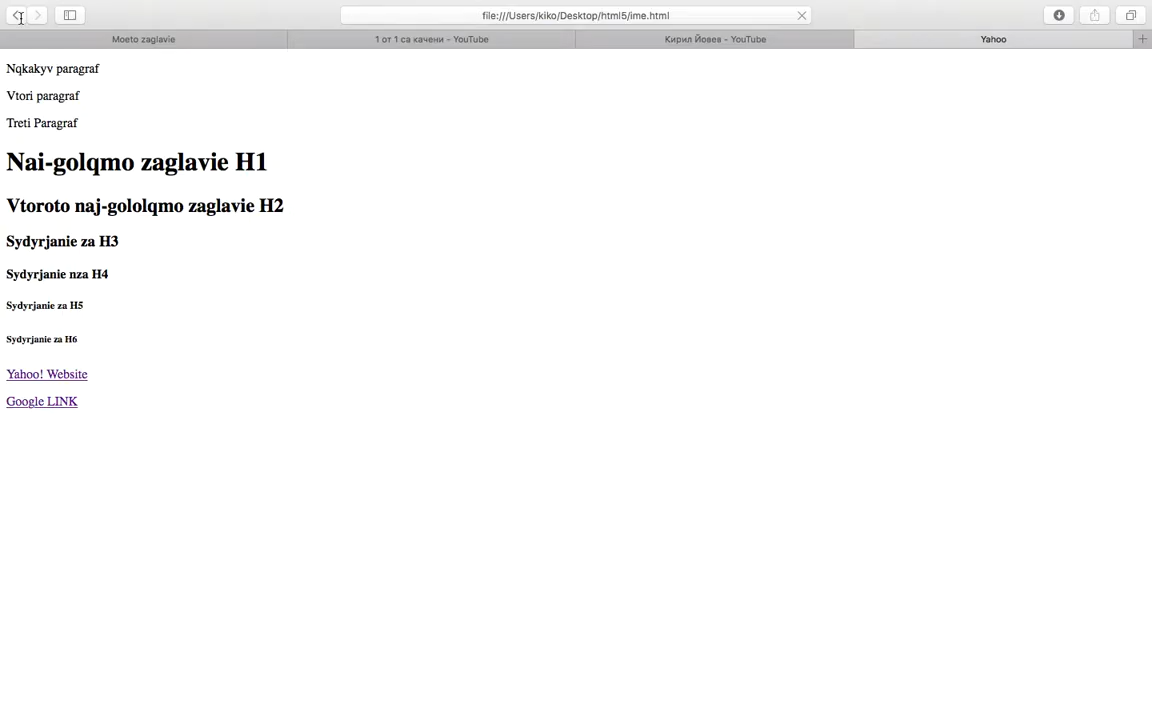 file:///Users/kiko/Desktop/html5/ime.html
Moeto zaglavie
1 от 1 са качени - YouTube
Кирил Йовев - YouTube
Yahoo
Nqkakyv paragraf
Vtori paragraf
Treti Paragraf
Nai-golqmo zaglavie H1
Vtoroto naj-gololqmo zaglavie H2
Sydyrjanie za H3
Sydyrjanie nza H4
Sydyrjanie za H5
Sydyrjanie za H6
Yahoo! Website
Google LINK